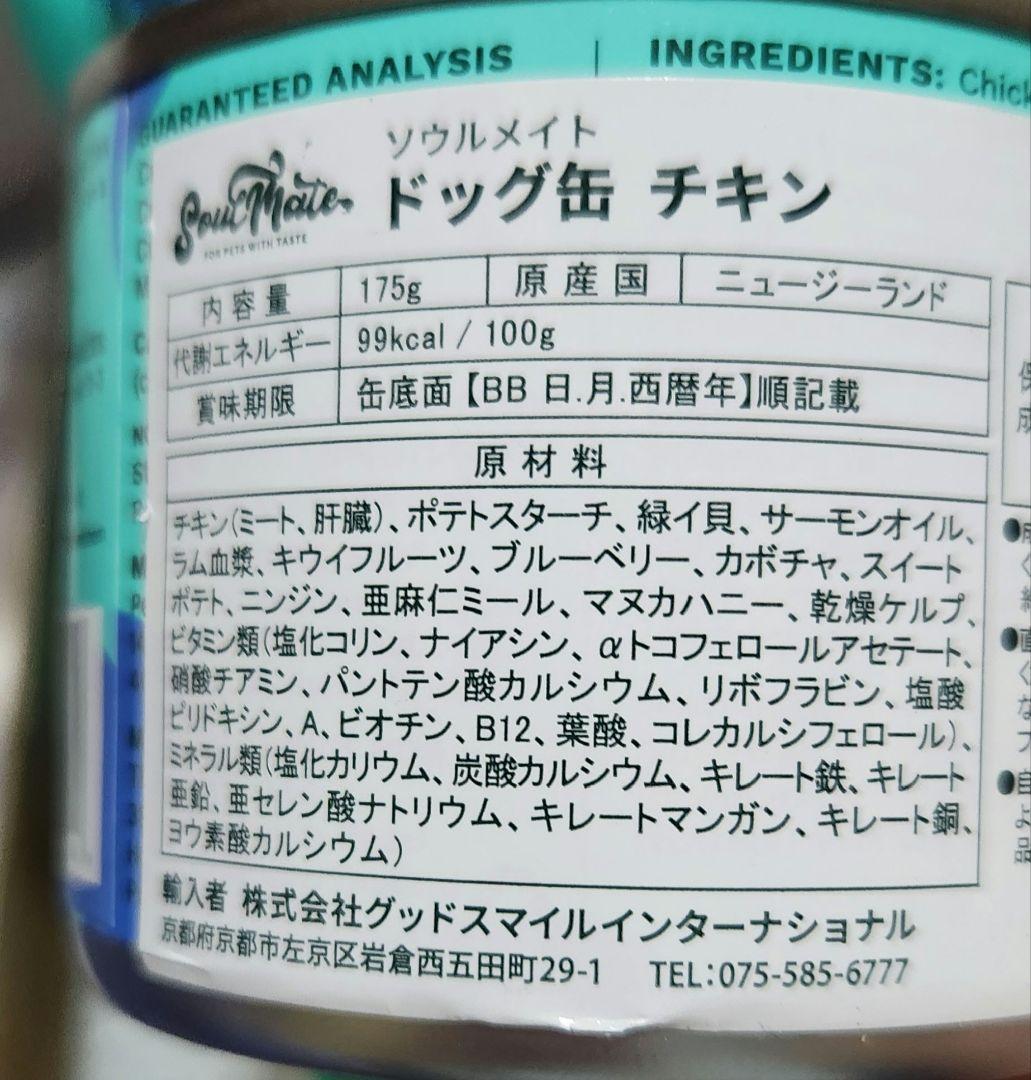 GUARANTEED ANALYSIS | INGREDIENTS:
SoulMate
FOR PETS WITH TASTE
ソウルメイト
ドッグ缶 チキン
内容量 175g 原産国 ニュージーランド
代謝エネルギー 99kcal / 100g
賞味期限 缶底面【BB 日.月.西暦年】順記載
原材料
チキン(ミート、肝臓)、ポテトスターチ、緑イ貝、サーモンオイル、
ラム血漿、キウイフルーツ、ブルーベリー、カボチャ、スイート
ポテト、ニンジン、亜麻仁ミール、マヌカハニー、乾燥ケルプ、
ビタミン類(塩化コリン、ナイアシン、αトコフェロールアセテート、
硝酸チアミン、パントテン酸カルシウム、リボフラビン、塩酸
ピリドキシン、A、ビオチン、B12、葉酸、コレカルシフェロール)、
ミネラル類(塩化カリウム、炭酸カルシウム、キレート鉄、キレート
亜鉛、亜セレン酸ナトリウム、キレートマンガン、キレート銅、
ヨウ素酸カルシウム)
輸入者 株式会社グッドスマイルインターナショナル
京都府京都市左京区岩倉西五田町29-1 TEL:075-585-6777